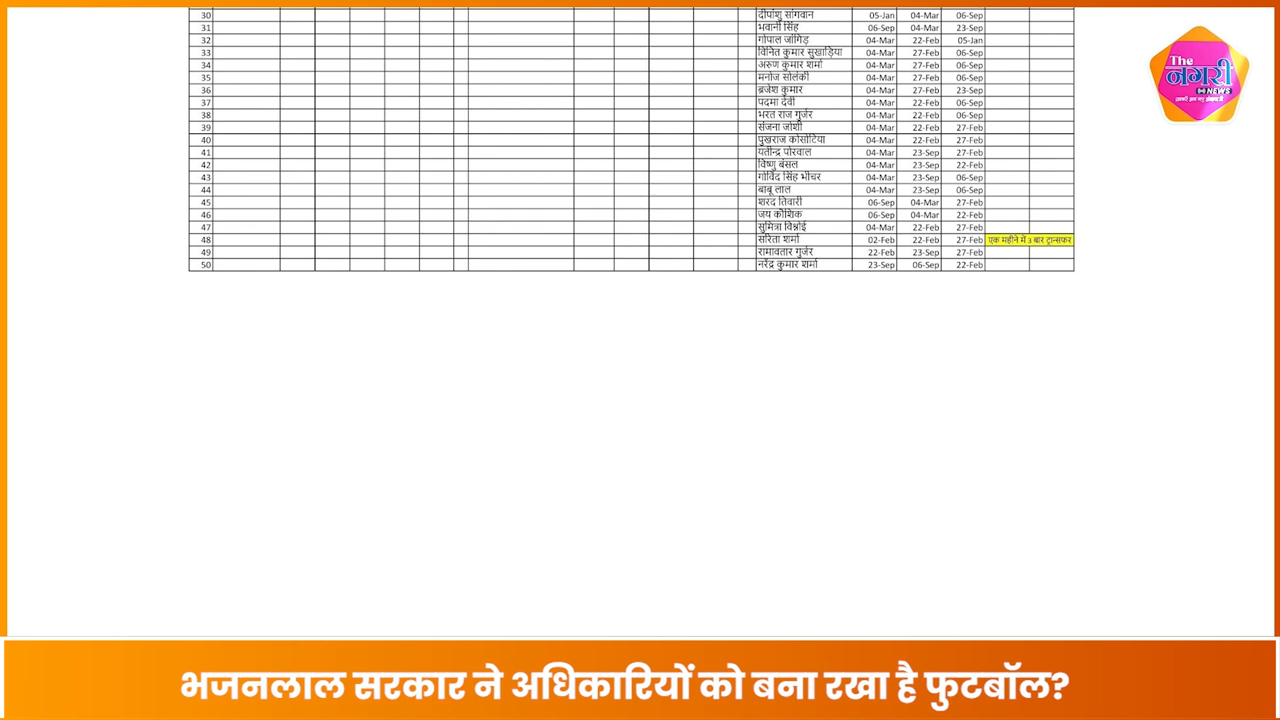 30 दीपांशु सांगवान 05-Jan 04-Mar 06-Sep
31 भवानी सिंह 06-Sep 04-Mar 23-Sep
32 गोपाल जांगिड़ 04-Mar 22-Feb 05-Jan
33 विनित कुमार सुखाड़िया 04-Mar 27-Feb 06-Sep
34 अरुण कुमार शर्मा 04-Mar 27-Feb 06-Sep
35 मनोज सोलंकी 04-Mar 27-Feb 06-Sep
36 ब्रजेश कुमार 04-Mar 27-Feb 23-Sep
37 पदमा देवी 04-Mar 22-Feb 06-Sep
38 भरत राज गुर्जर 04-Mar 22-Feb 06-Sep
39 संजना जोशी 04-Mar 22-Feb 27-Feb
40 पुखराज कांसोटिया 04-Mar 22-Feb 27-Feb
41 यतीन्द्र पोरवाल 04-Mar 23-Sep 27-Feb
42 विष्णु बंसल 04-Mar 23-Sep 22-Feb
43 गोविंद सिंह भींचर 04-Mar 23-Sep 06-Sep
44 बाबू लाल 04-Mar 23-Sep 06-Sep
45 शरद तिवारी 06-Sep 04-Mar 27-Feb
46 जय कौशिक 06-Sep 04-Mar 22-Feb
47 सुमित्रा विश्नोई 04-Mar 22-Feb 27-Feb
48 सरिता शर्मा 02-Feb 22-Feb 27-Feb एक महीने में 3 बार ट्रान्सफर
49 रामावतार गुर्जर 22-Feb 23-Sep 27-Feb
50 नरेंद्र कुमार शर्मा 23-Sep 06-Sep 22-Feb
The
नगरी
NEWS
भजनलाल सरकार ने अधिकारियों को बना रखा है फुटबॉल?